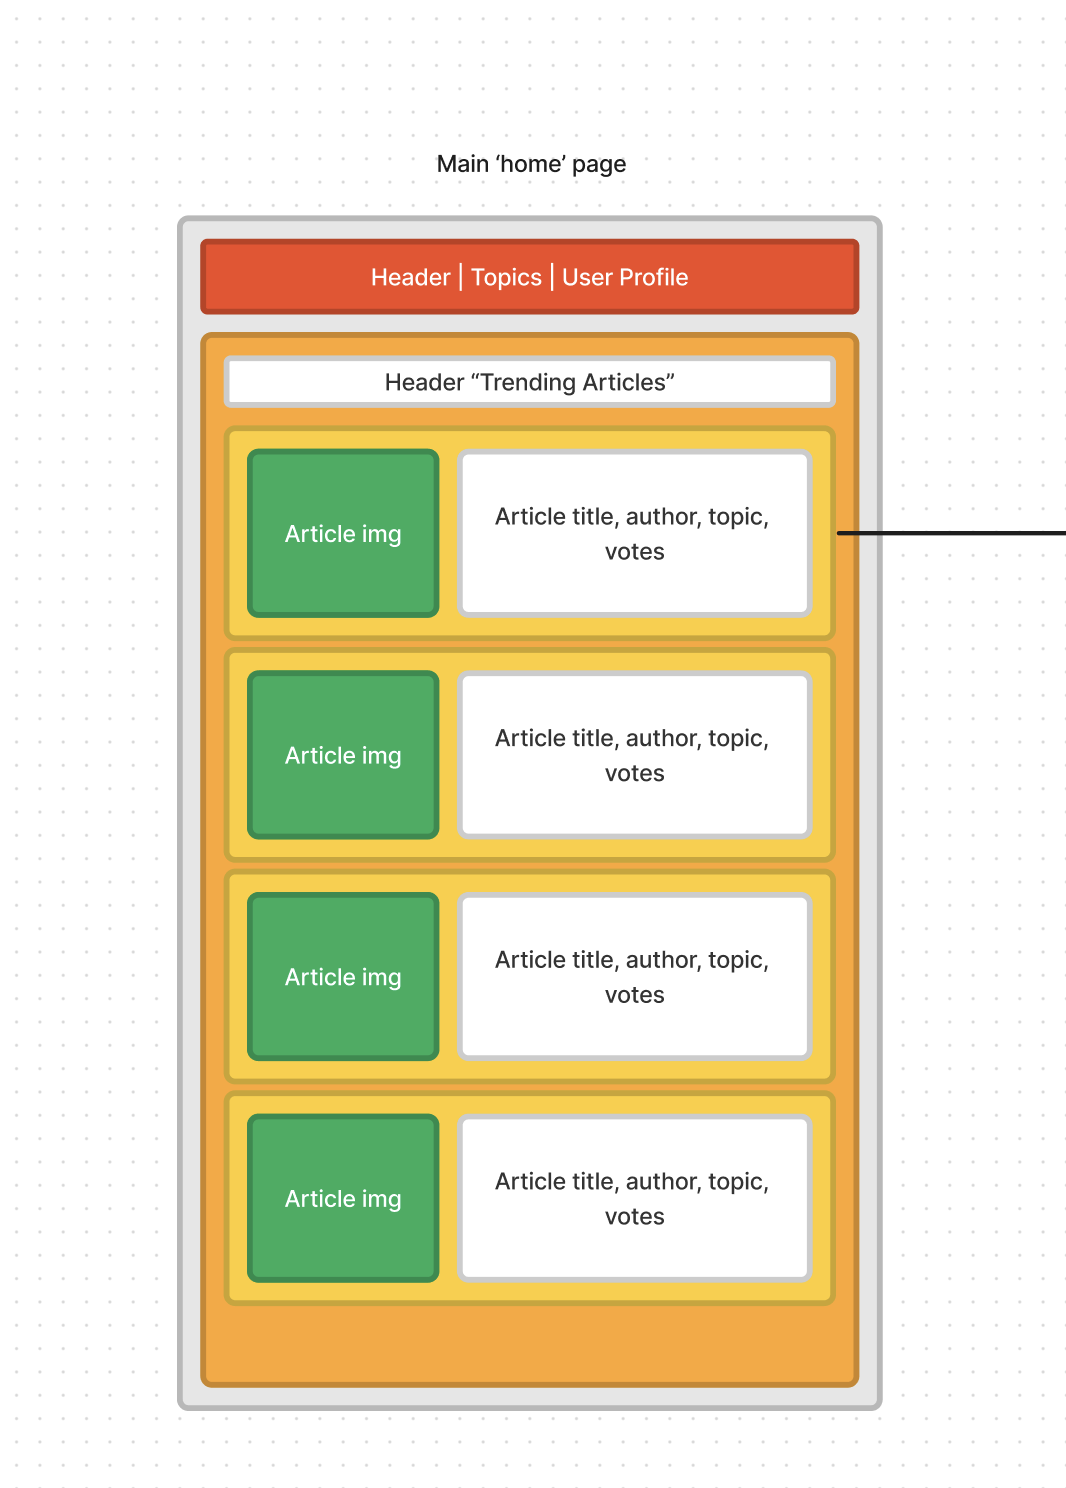 Main ‘home’ page
Header | Topics | User Profile
Header “Trending Articles”
Article img
Article title, author, topic,
votes
Article img
Article title, author, topic,
votes
Article img
Article title, author, topic,
votes
Article img
Article title, author, topic,
votes